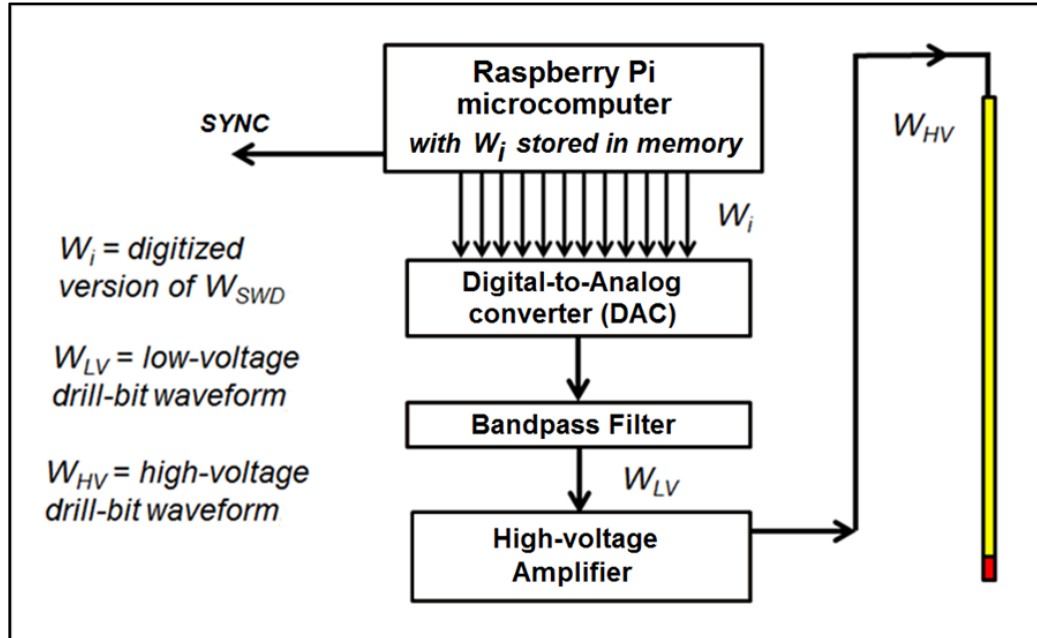 Raspberry Pi
microcomputer
with Wi stored in memory
SYNC
WHV
Wi
Wi = digitized
version of WSWD
Digital-to-Analog
converter (DAC)
WLV = low-voltage
drill-bit waveform
Bandpass Filter
WHV = high-voltage
drill-bit waveform
WLV
High-voltage
Amplifier